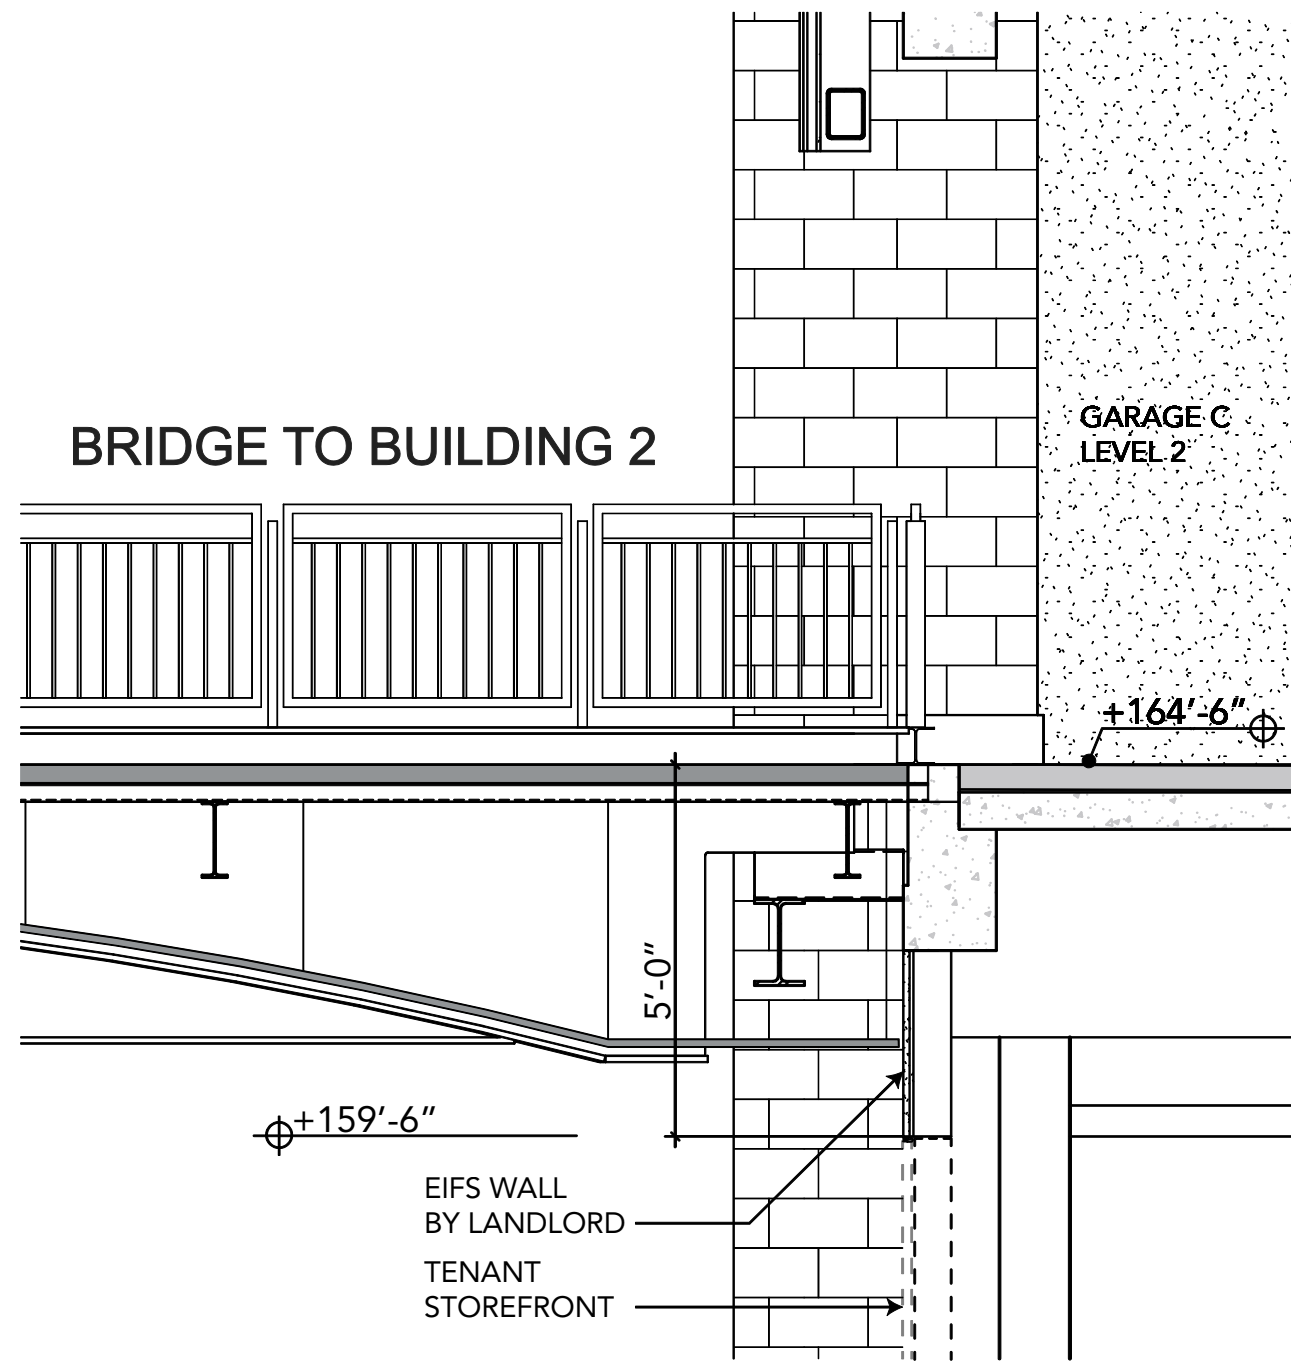 GARAGE C
LEVEL 2
BRIDGE TO BUILDING 2
+164'-6"
5'-0"
+159'-6"
EIFS WALL
BY LANDLORD
TENANT
STOREFRONT